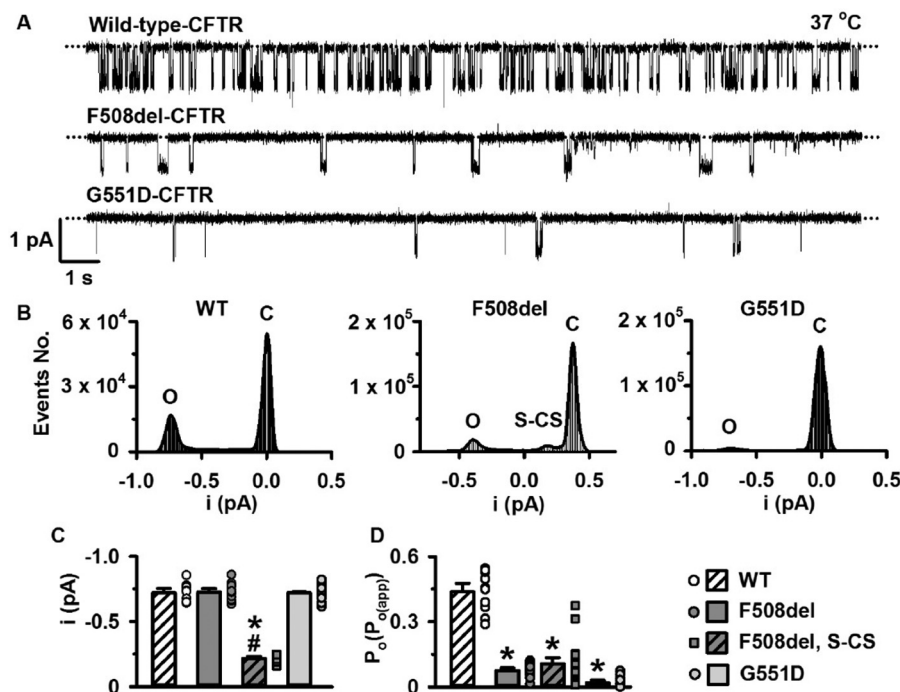 A
Wild-type-CFTR
37 °C
F508del-CFTR
G551D-CFTR
1 pA
1 s
B
WT
F508del
G551D
6 x 10⁴
3 x 10⁴
0
Events No.
O
C
-1.0
-0.5
0.0
0.5
i (pA)
2 x 10⁵
1 x 10⁵
0
O
S-CS
C
-0.5
0.0
0.5
i (pA)
2 x 10⁵
1 x 10⁵
0
O
C
-1.0
-0.5
0.0
0.5
i (pA)
C
-1.0
-0.5
0
i (pA)
*
#
D
0.6
0.3
0
Po(Po(app))
*
*
*
WT
F508del
F508del, S-CS
G551D